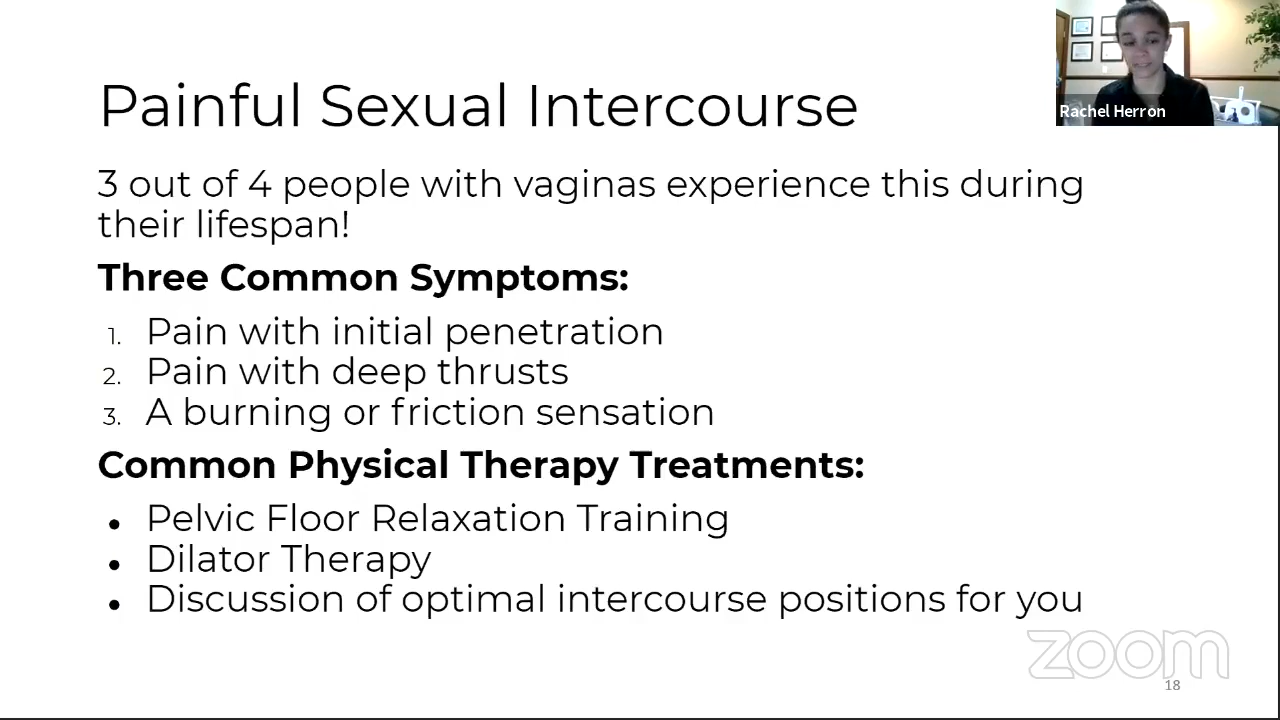 Rachel Herron
Painful Sexual Intercourse
3 out of 4 people with vaginas experience this during
their lifespan!
Three Common Symptoms:
1. Pain with initial penetration
2. Pain with deep thrusts
3. A burning or friction sensation
Common Physical Therapy Treatments:
● Pelvic Floor Relaxation Training
● Dilator Therapy
● Discussion of optimal intercourse positions for you
zoom
18